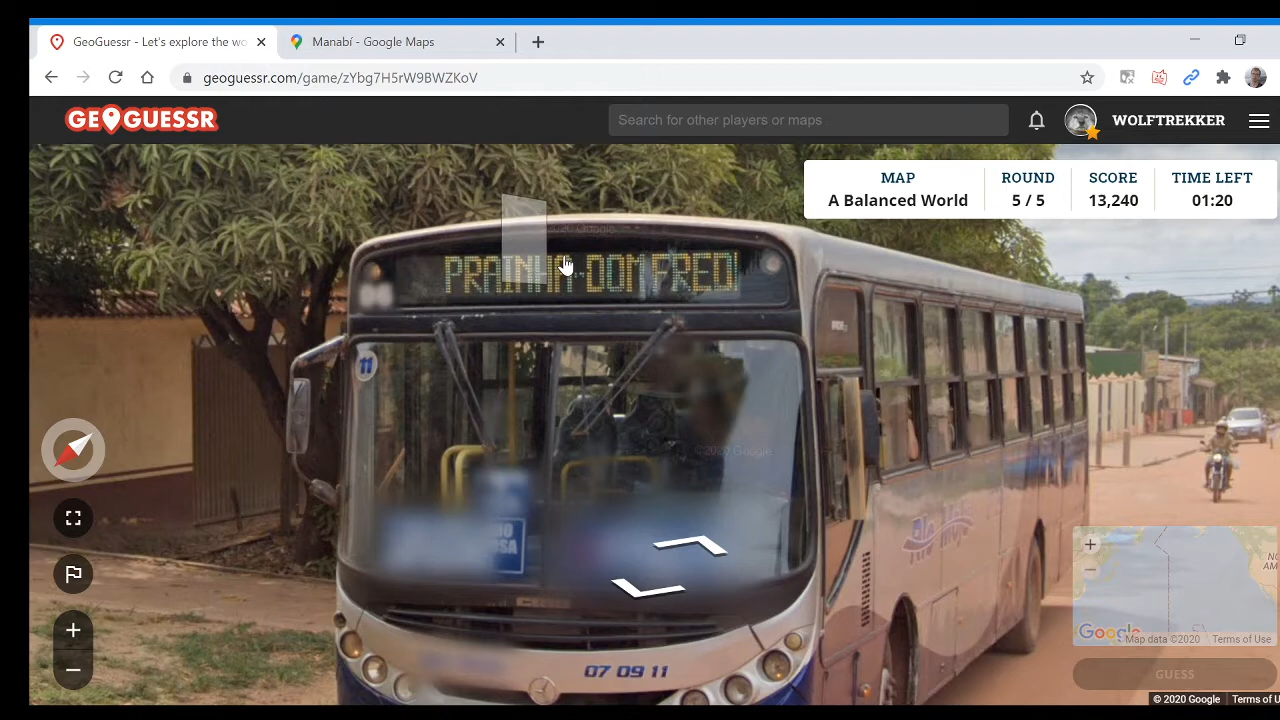 GeoGuessr - Let's explore the wo
Manabí - Google Maps
geoguessr.com/game/zYbg7H5rW9BWZKoV
GEOGUESSR
Search for other players or maps
WOLFTREKKER
MAP
A Balanced World
ROUND
5 / 5
SCORE
13,240
TIME LEFT
01:20
PRAINHA..DOM FRED
11
07 09 11
Google
Map data ©2020
Terms of Use
GUESS
© 2020 Google
Terms of U